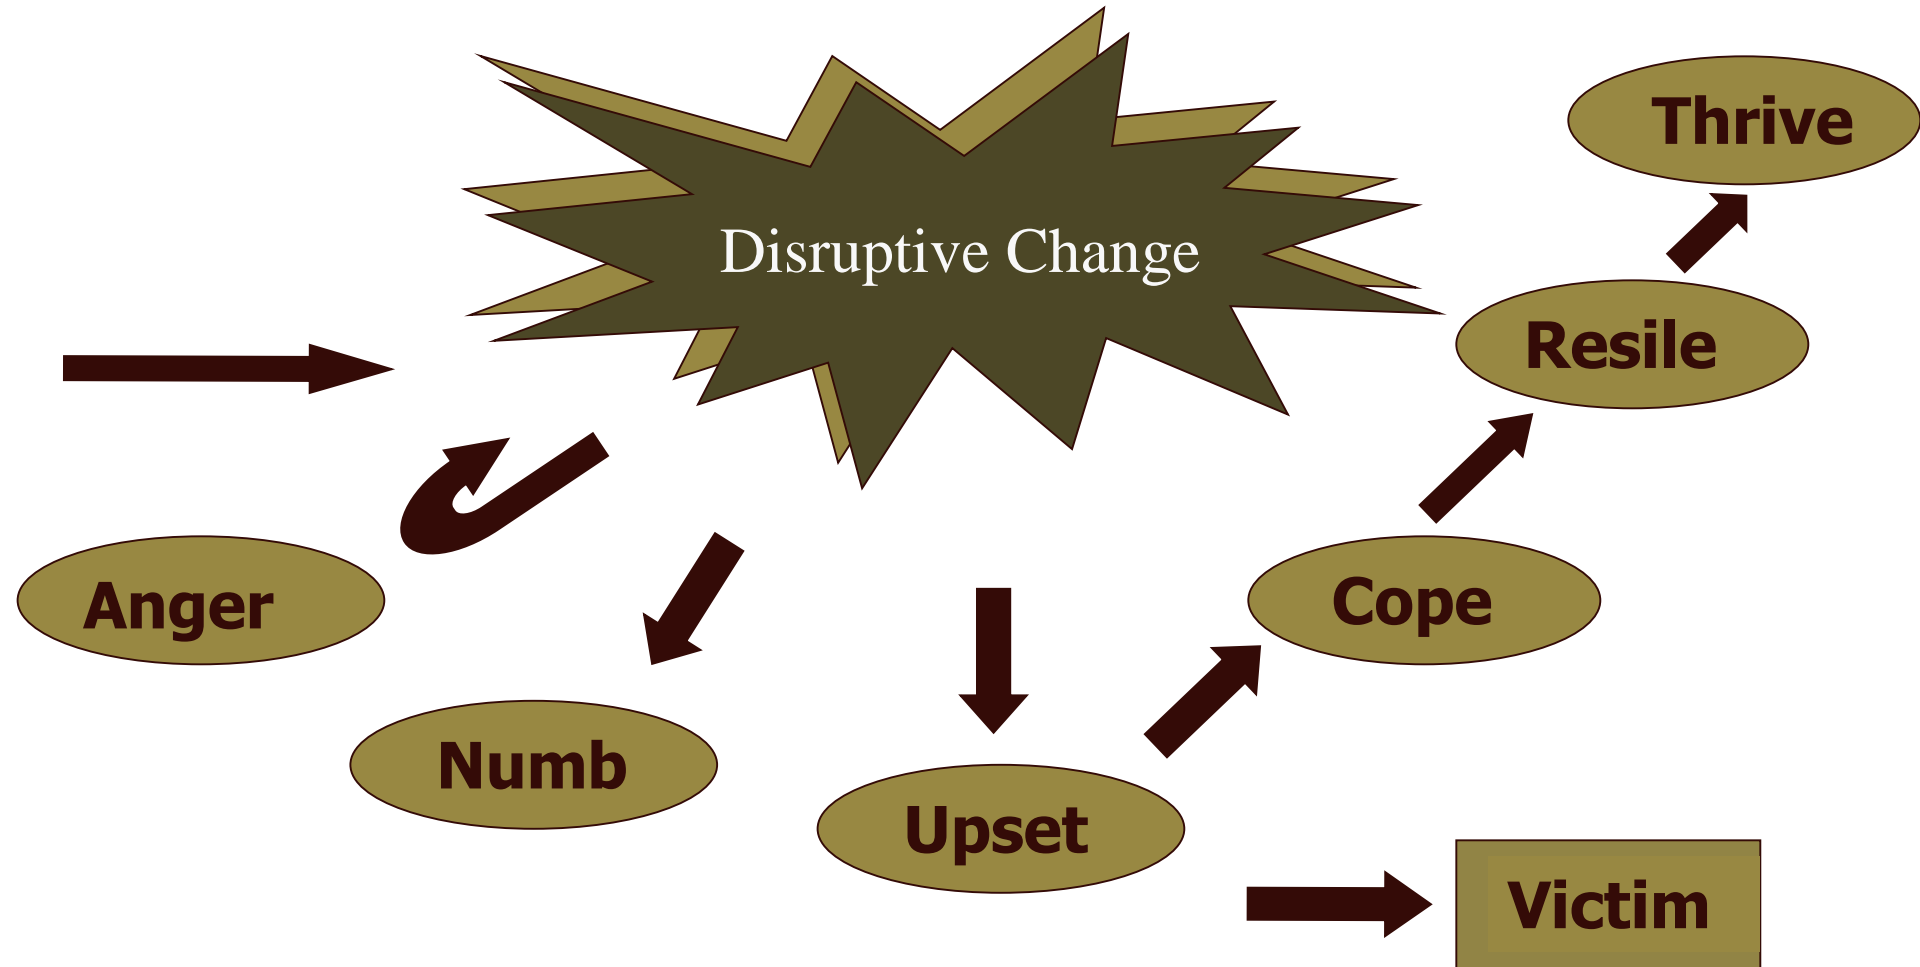 Disruptive Change
Thrive
Resile
Cope
Anger
Numb
Upset
Victim